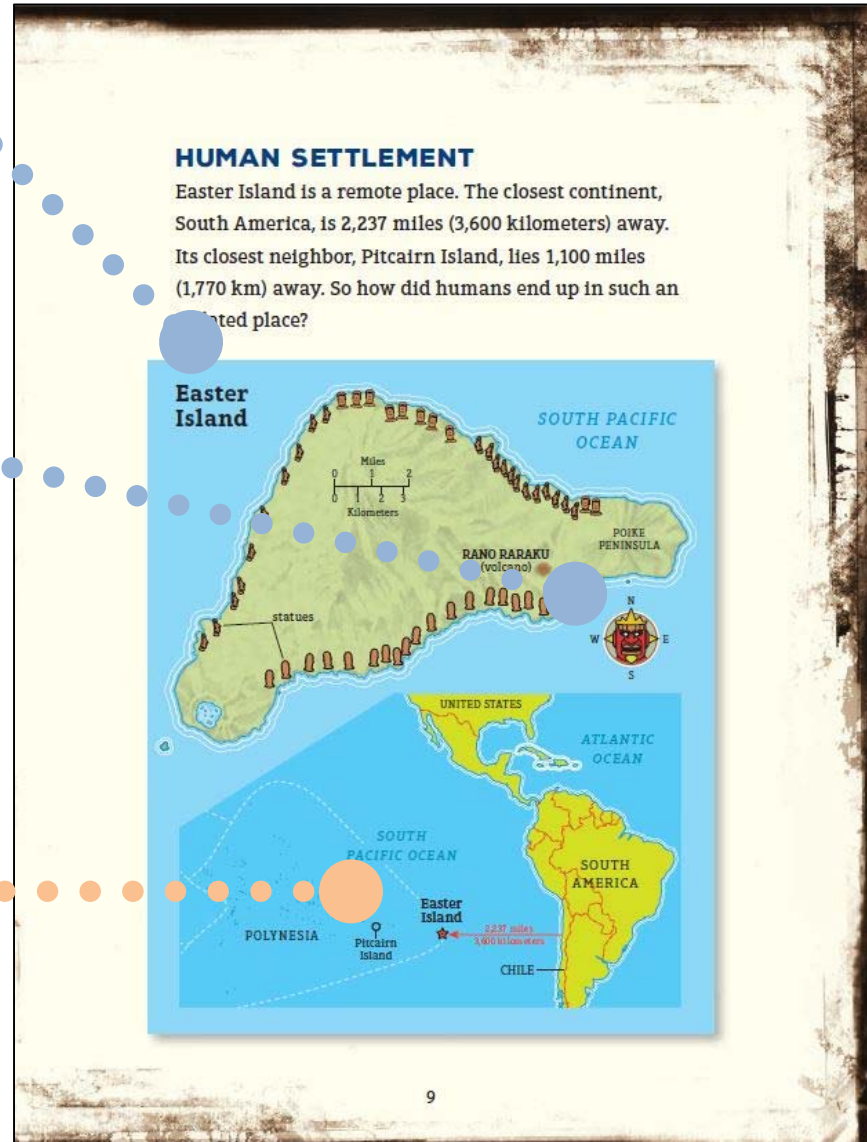 HUMAN SETTLEMENT
Easter Island is a remote place. The closest continent,
South America, is 2,237 miles (3,600 kilometers) away.
Its closest neighbor, Pitcairn Island, lies 1,100 miles
(1,770 km) away. So how did humans end up in such an
place?
Easter
Island
SOUTH PACIFIC
OCEAN
Miles
0 1 2
0 1 2 3
Kilometers
POIKE
PENINSULA
RANO RARAKU
(volcano)
statues
N
W E
S
UNITED STATES
ATLANTIC
OCEAN
SOUTH
PACIFIC OCEAN
SOUTH
AMERICA
Easter
Island
POLYNESIA
Pitcairn
Island
2,237 miles
3,600 kilometers
CHILE
9